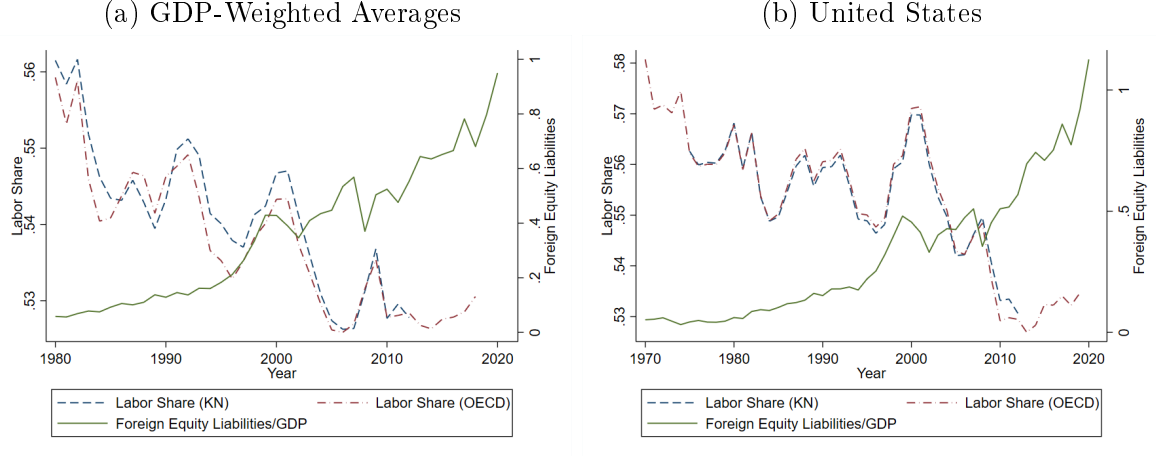 (a) GDP-Weighted Averages
(b) United States
Labor Share
.56
.55
.54
.53
1
.8
.6
.4
.2
0
Foreign Equity Liabilities
1980
1990
2000
2010
2020
Year
Labor Share (KN)
Labor Share (OECD)
Foreign Equity Liabilities/GDP
Labor Share
.58
.57
.56
.55
.54
.53
1
.5
0
Foreign Equity Liabilities
1970
1980
1990
2000
2010
2020
Year
Labor Share (KN)
Labor Share (OECD)
Foreign Equity Liabilities/GDP